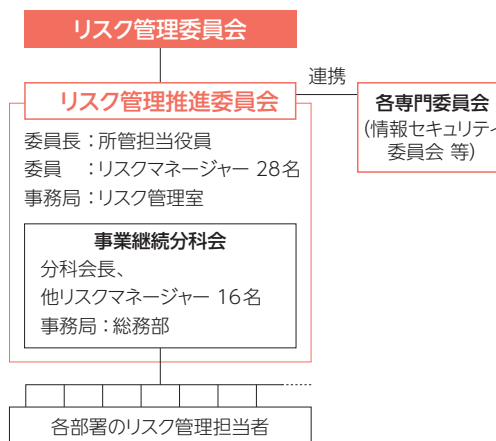 リスク管理委員会
連携
リスク管理推進委員会
委員長：所管担当役員
委員　：リスクマネージャー 28名
事務局：リスク管理室
各専門委員会
(情報セキュリティ
委員会 等)
事業継続分科会
分科会長、
他リスクマネージャー 16名
事務局：総務部
各部署のリスク管理担当者